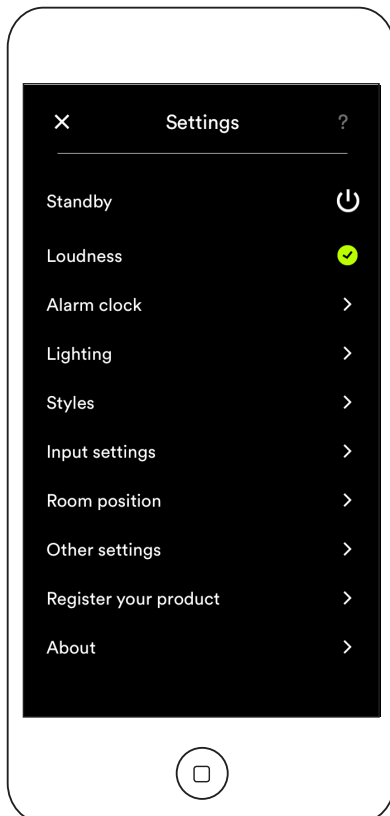 Settings ?
Standby
Loudness
Alarm clock
Lighting
Styles
Input settings
Room position
Other settings
Register your product
About